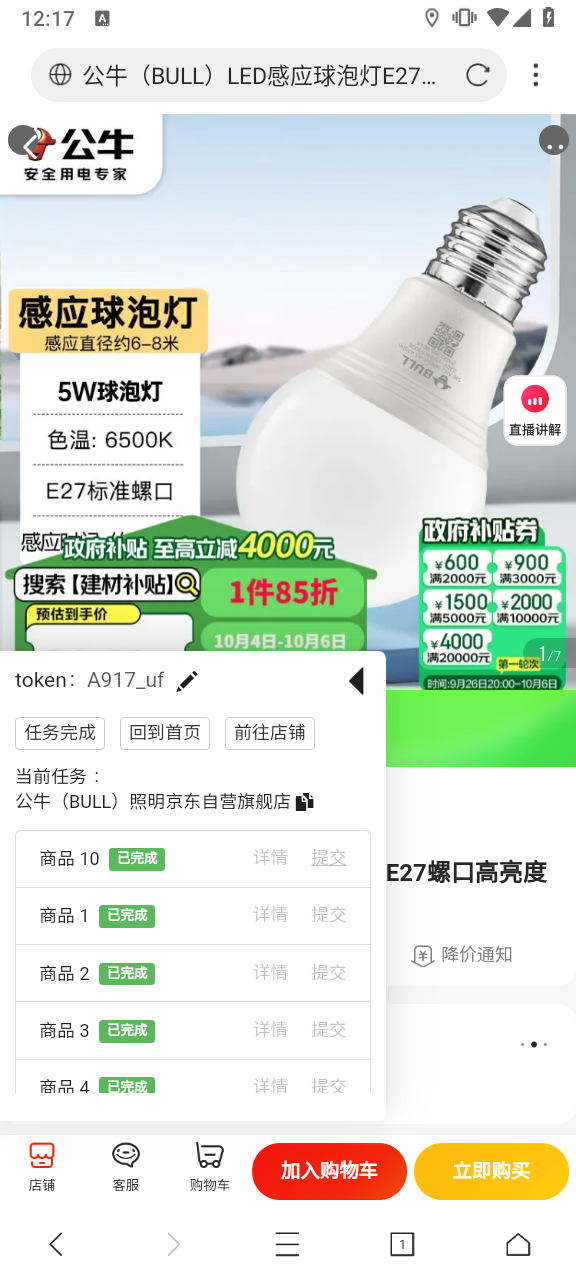 12:17
A
公牛（BULL）LED感应球泡灯E27…
公牛
安全用电专家
感应球泡灯
感应直径约6-8米
5W球泡灯
色温: 6500K
E27标准螺口
BULL
直播讲解
政府补贴 至高立减4000元
搜索【建材补贴】
1件85折
预估到手价
10月4日-10月6日
政府补贴券
¥600
满2000元
¥900
满3000元
¥1500
满5000元
¥2000
满10000元
¥4000
满20000元
1/7
第一轮次
时间:9月26日20:00-10月6日
token： A917_uf
任务完成
回到首页
前往店铺
当前任务：
公牛（BULL）照明京东自营旗舰店
商品 10 已完成 详情 提交
E27螺口高亮度
商品 1 已完成 详情 提交
降价通知
商品 2 已完成 详情 提交
商品 3 已完成 详情 提交
商品 4 已完成 详情 提交
店铺
客服
购物车
加入购物车
立即购买
1